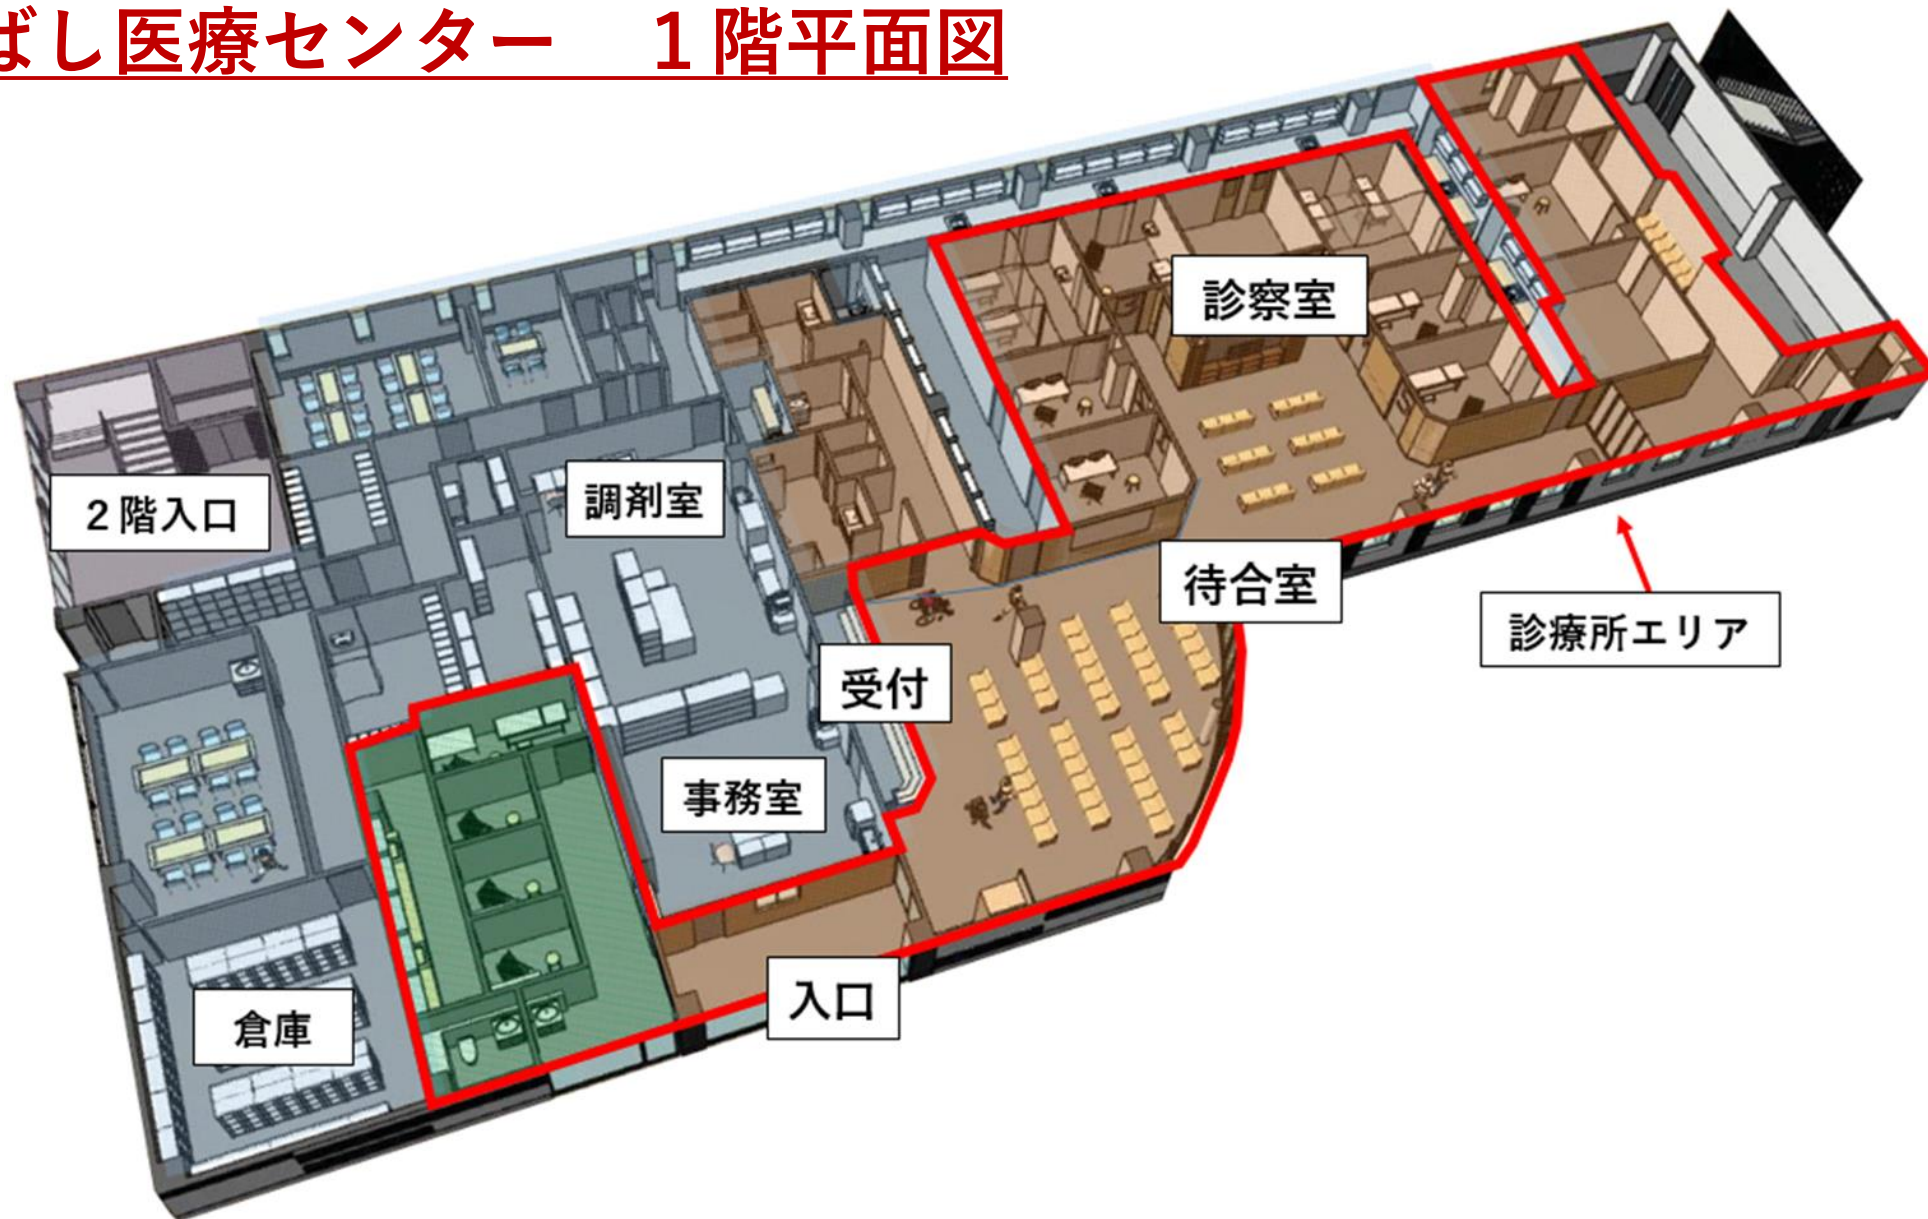 ばし医療センター　１階平面図
診察室
２階入口
調剤室
待合室
診療所エリア
受付
事務室
入口
倉庫